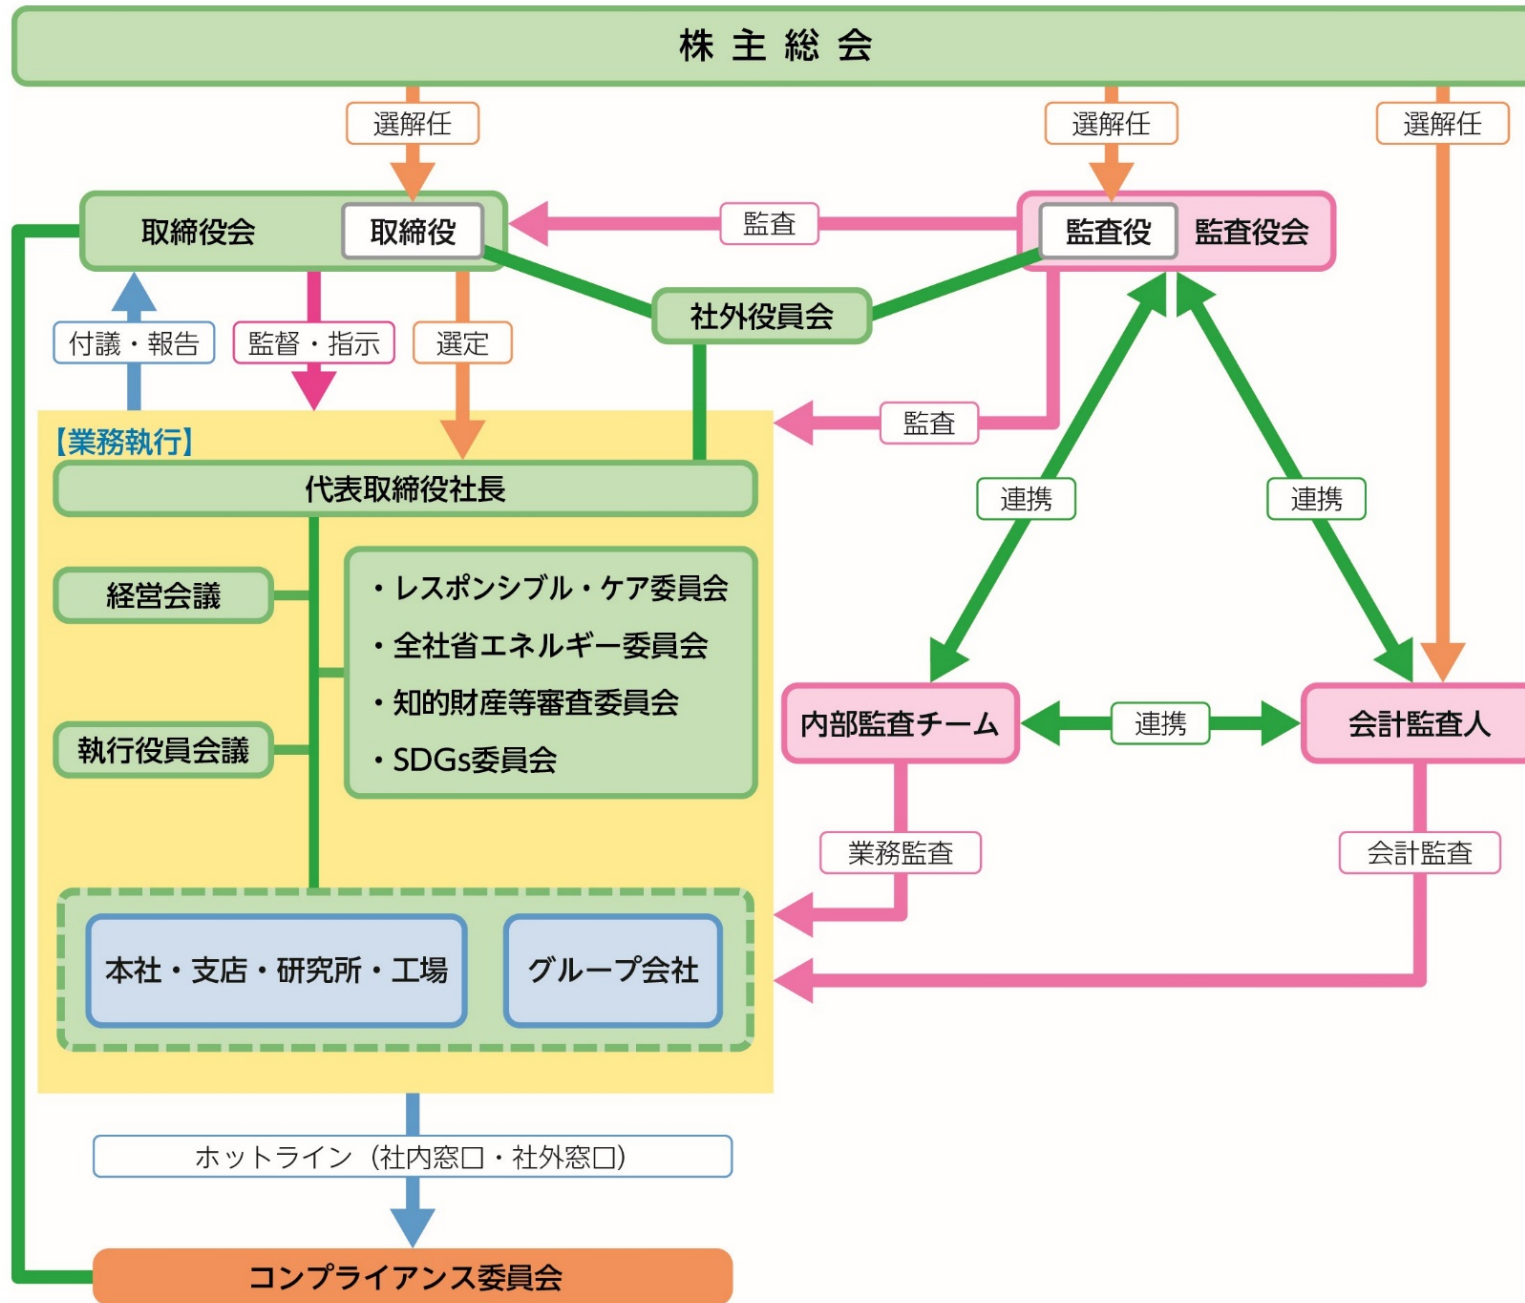 株主総会
選解任
選解任
選解任
取締役会
取締役
監査
監査役
監査役会
社外役員会
付議・報告
監督・指示
選定
監査
【業務執行】
代表取締役社長
連携
連携
経営会議
・レスポンシブル・ケア委員会
・全社省エネルギー委員会
・知的財産等審査委員会
・SDGs委員会
執行役員会議
内部監査チーム
連携
会計監査人
業務監査
会計監査
本社・支店・研究所・工場
グループ会社
ホットライン（社内窓口・社外窓口）
コンプライアンス委員会